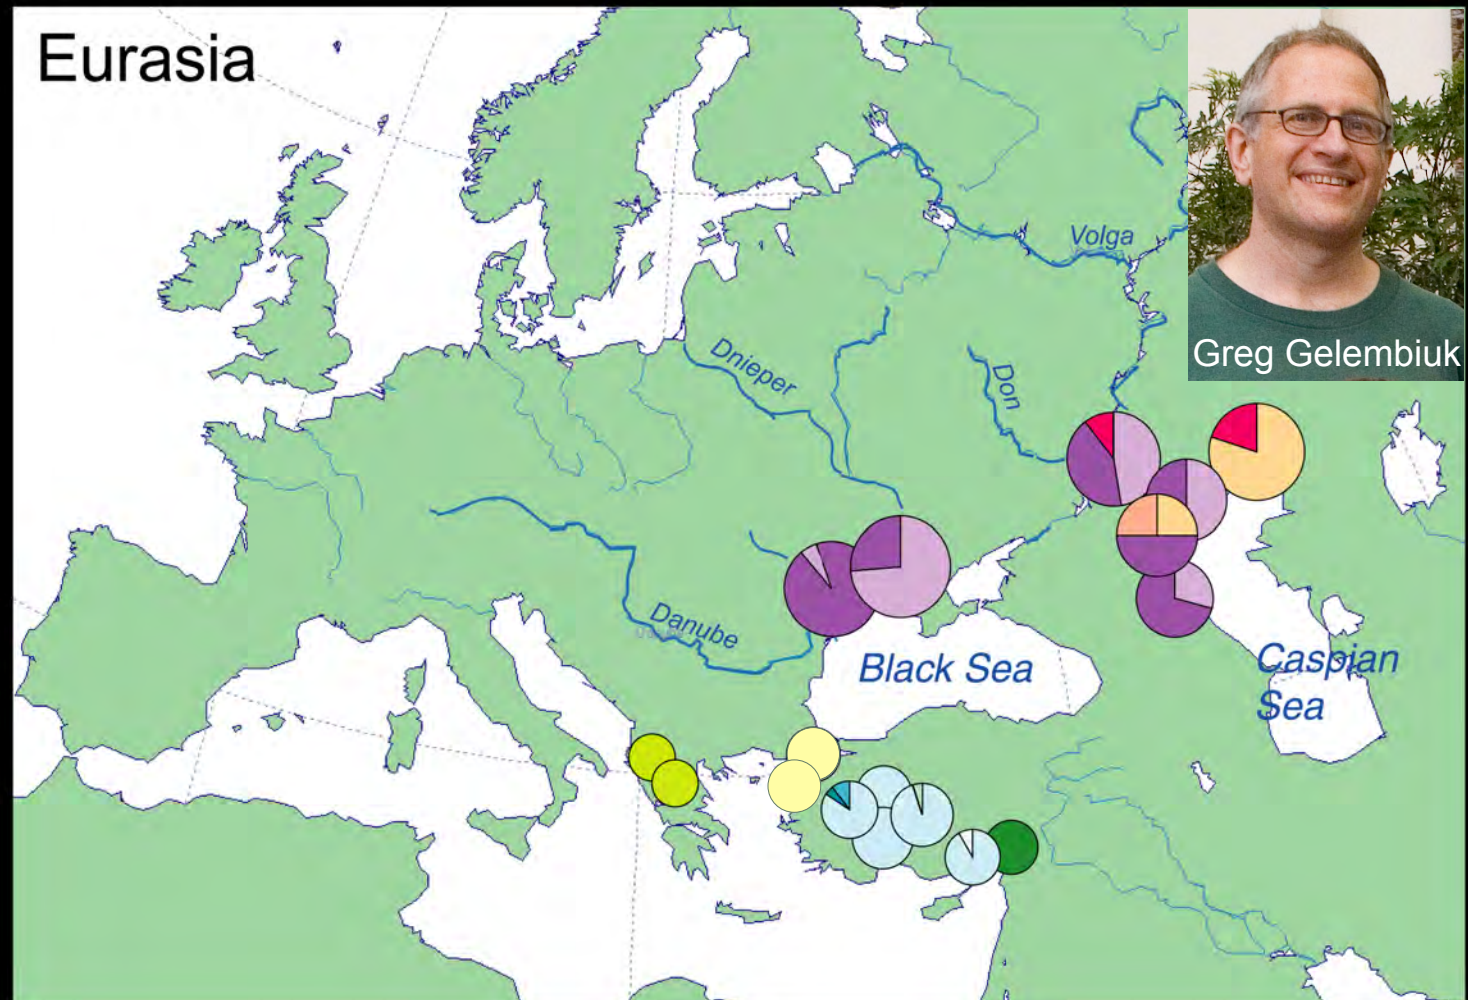 Eurasia
Volga
Greg Gelembiuk
Dnieper
Don
Danube
Black Sea
Caspian
Sea